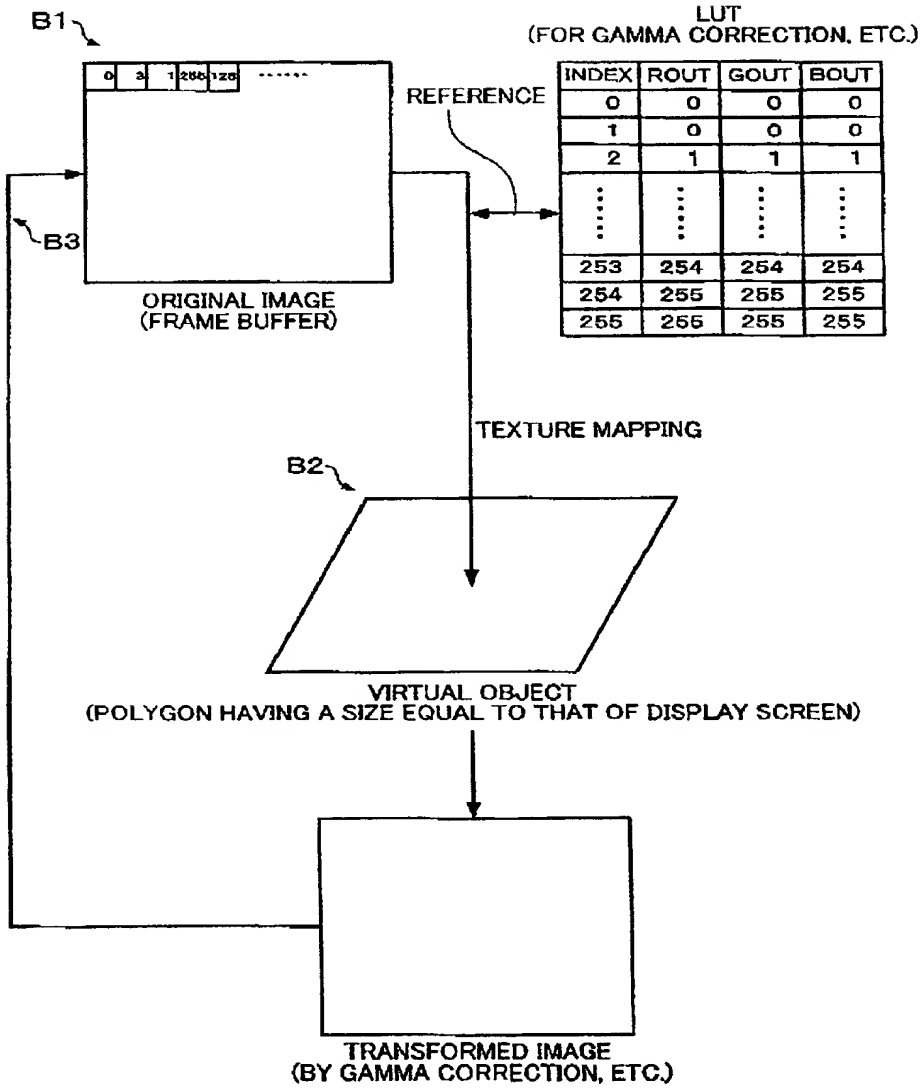 B1
LUT
(FOR GAMMA CORRECTION, ETC.)
0 3 1 255 125 ------
REFERENCE
INDEX ROUT GOUT BOUT
0 0 0 0
1 0 0 0
2 1 1 1
253 254 254 254
254 255 255 255
255 255 255 255
B3
ORIGINAL IMAGE
(FRAME BUFFER)
TEXTURE MAPPING
B2
VIRTUAL OBJECT
(POLYGON HAVING A SIZE EQUAL TO THAT OF DISPLAY SCREEN)
TRANSFORMED IMAGE
(BY GAMMA CORRECTION, ETC.)